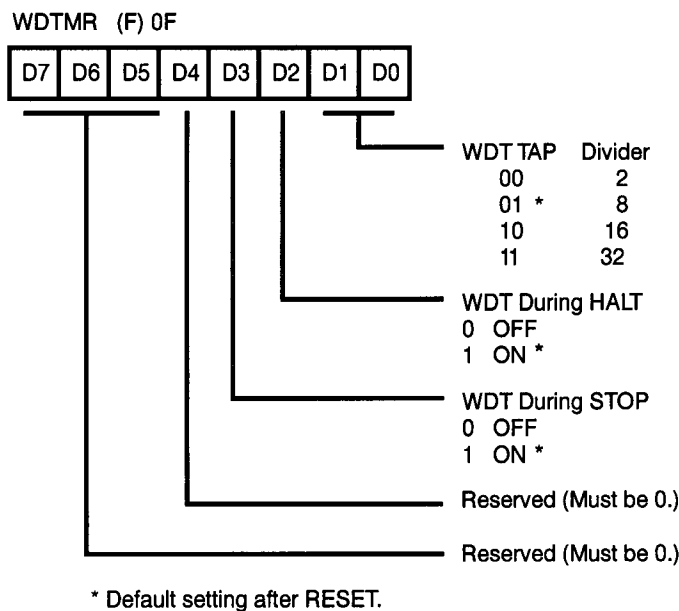 WDTMR (F) 0F
D7 D6 D5 D4 D3 D2 D1 D0
WDT TAP Divider
00 2
01 * 8
10 16
11 32
WDT During HALT
0 OFF
1 ON *
WDT During STOP
0 OFF
1 ON *
Reserved (Must be 0.)
Reserved (Must be 0.)
* Default setting after RESET.